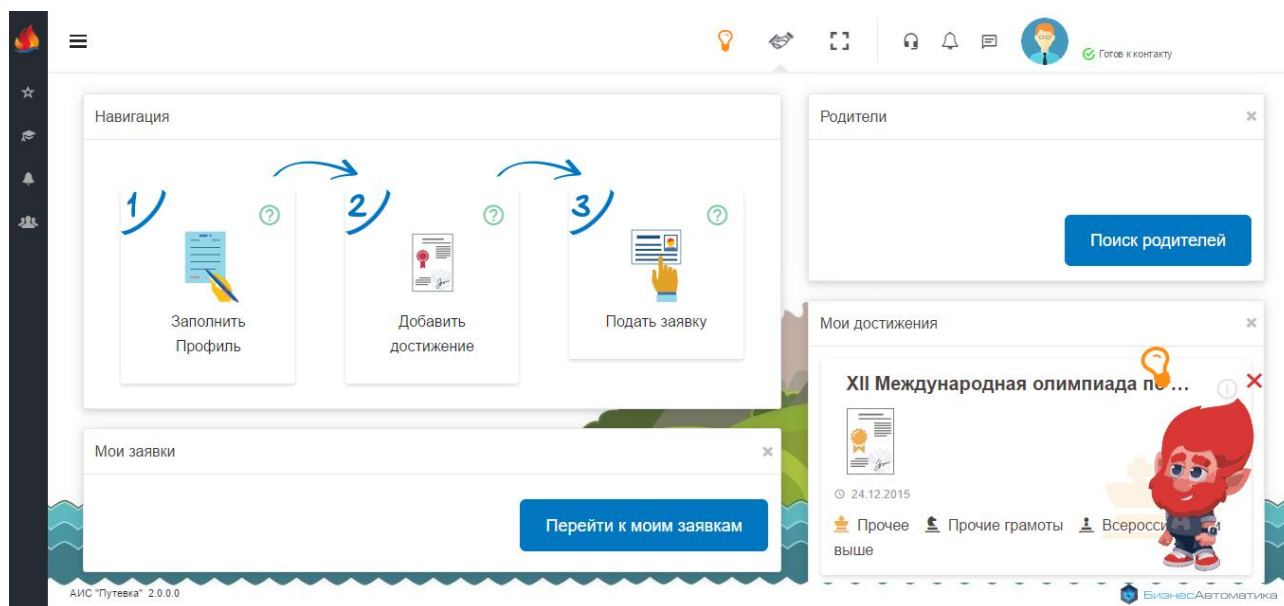 Готов к контакту
Навигация
1
2
3
Заполнить
Профиль
Добавить
достижение
Подать заявку
Родители
Поиск родителей
Мои достижения
XII Международная олимпиада по ...
24.12.2015
Прочее Прочие грамоты
выше
Мои заявки
Перейти к моим заявкам
АИС "Путевка" 2.0.0.0
БизнесАвтоматика